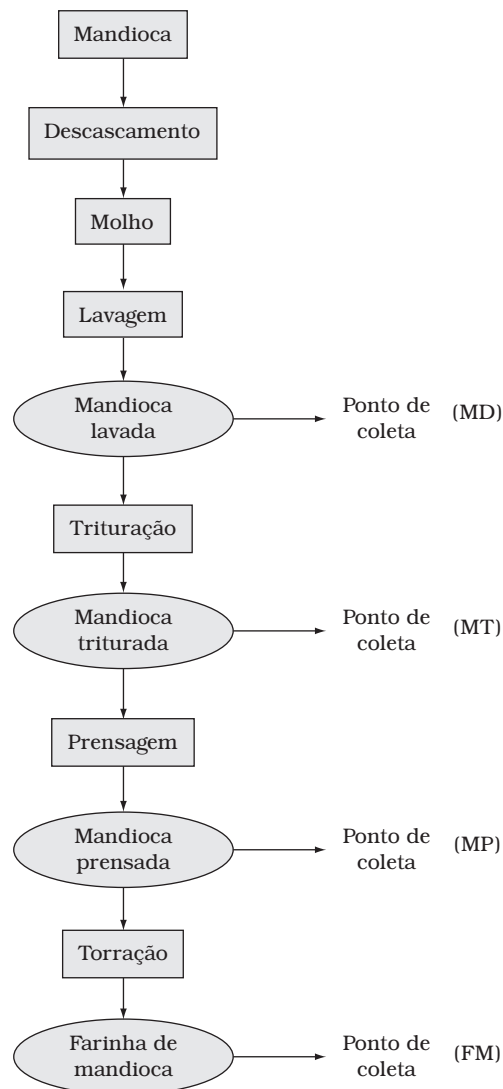 Mandioca
Descascamento
Molho
Lavagem
Mandioca
lavada
Ponto de
coleta
(MD)
Trituração
Mandioca
triturada
Ponto de
coleta
(MT)
Prensagem
Mandioca
prensada
Ponto de
coleta
(MP)
Torração
Farinha de
mandioca
Ponto de
coleta
(FM)